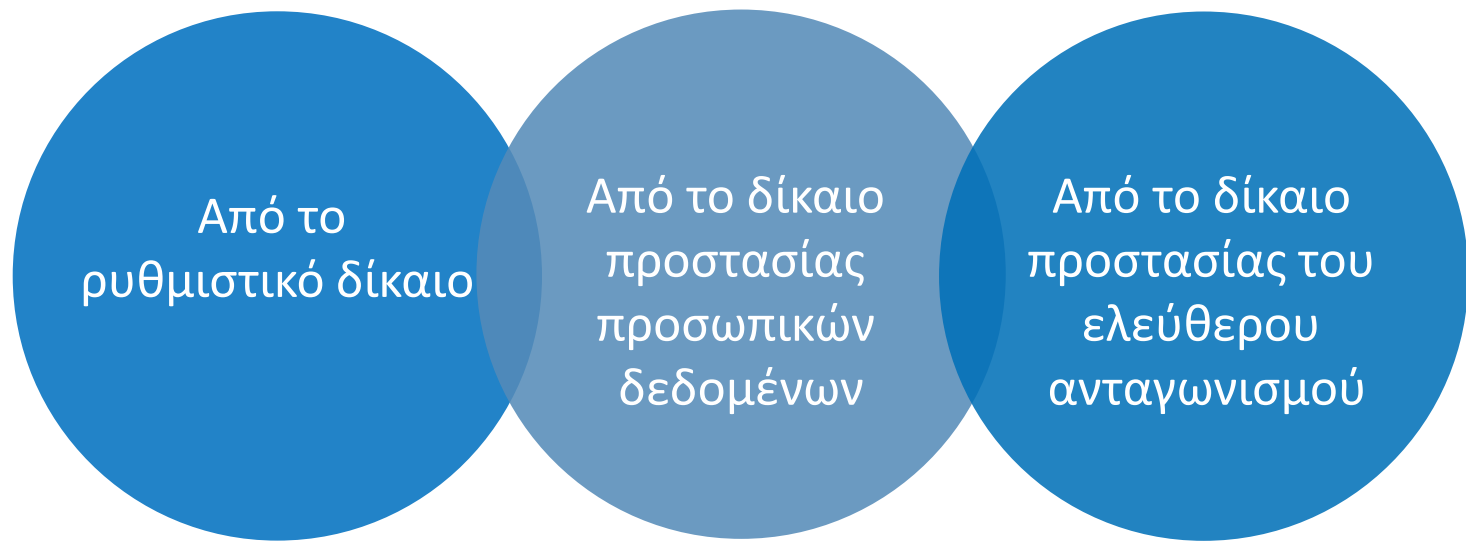 Από το
ρυθμιστικό δίκαιο
Από το δίκαιο
προστασίας
προσωπικών
δεδομένων
Από το δίκαιο
προστασίας του
ελεύθερου
ανταγωνισμού